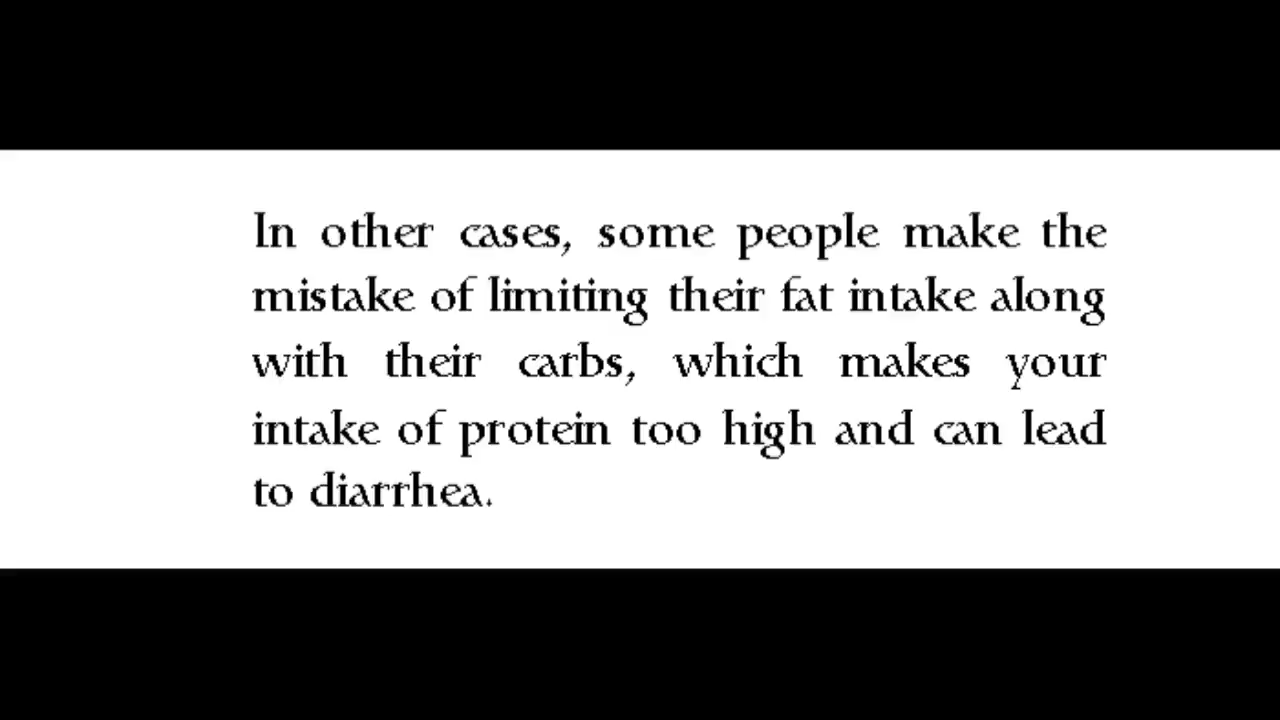 In other cases, some people make the
mistake of limiting their fat intake along
with their carbs, which makes your
intake of protein too high and can lead
to diarrhea.